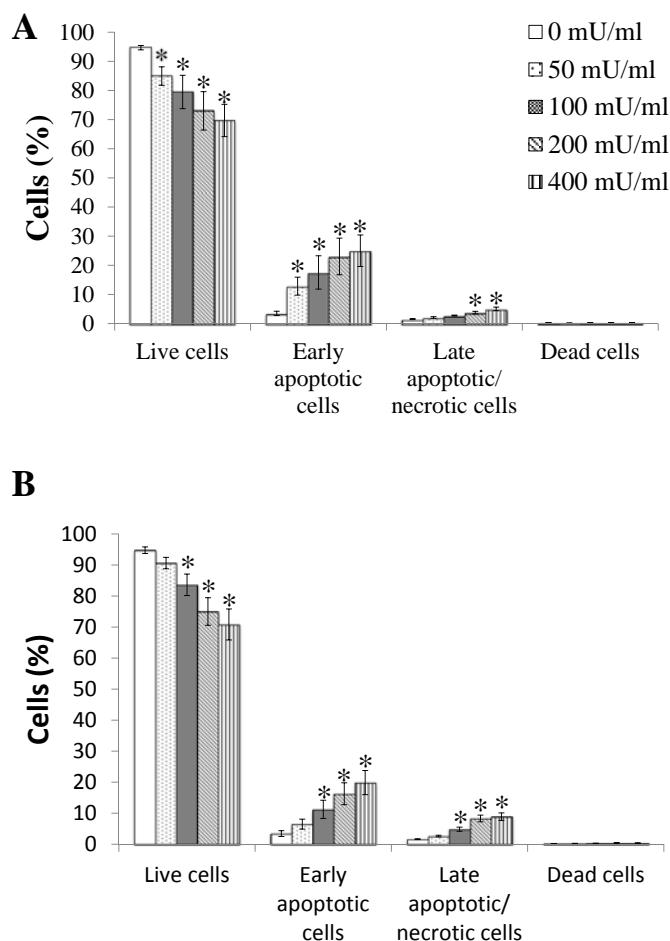 A
100
90
80
70
60
50
40
30
20
10
0
Cells (%)
* * * *
* * * *
* *
0 mU/ml
50 mU/ml
100 mU/ml
200 mU/ml
400 mU/ml
Live cells
Early
apoptotic
cells
Late
apoptotic/
necrotic cells
Dead cells
B
100
90
80
70
60
50
40
30
20
10
0
Cells (%)
* * *
* * *
* * *
Live cells
Early
apoptotic
cells
Late
apoptotic/
necrotic cells
Dead cells